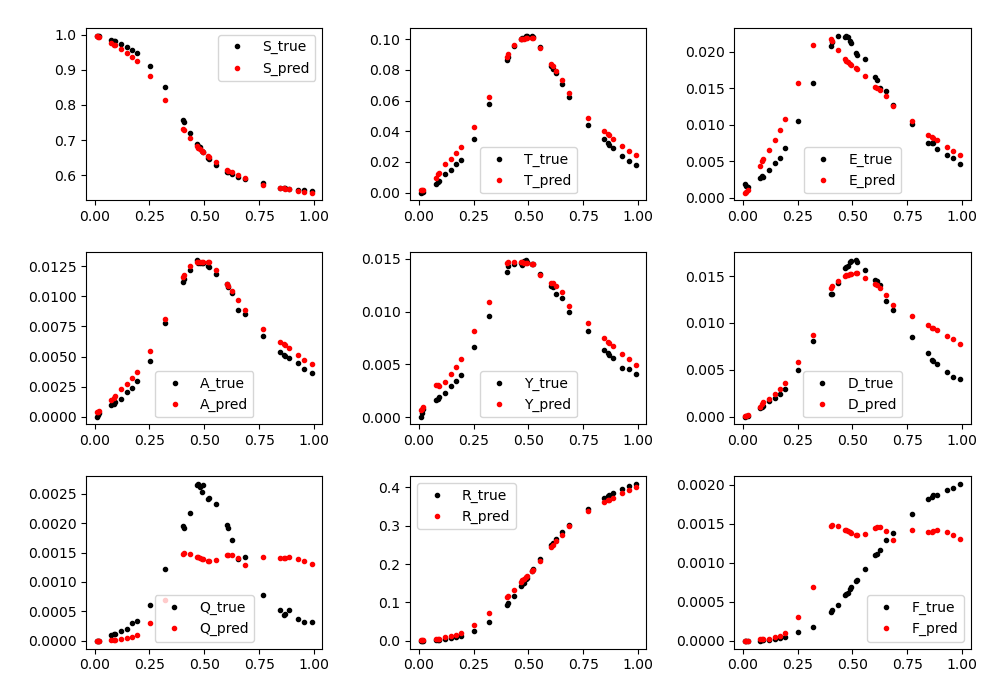 1.0
0.9
0.8
0.7
0.6
S_true
S_pred
0.00 0.25 0.50 0.75 1.00
0.10
0.08
0.06
0.04
0.02
0.00
T_true
T_pred
0.00 0.25 0.50 0.75 1.00
0.020
0.015
0.010
0.005
0.000
E_true
E_pred
0.00 0.25 0.50 0.75 1.00
0.0125
0.0100
0.0075
0.0050
0.0025
0.0000
A_true
A_pred
0.00 0.25 0.50 0.75 1.00
0.015
0.010
0.005
0.000
Y_true
Y_pred
0.00 0.25 0.50 0.75 1.00
0.015
0.010
0.005
0.000
D_true
D_pred
0.00 0.25 0.50 0.75 1.00
0.0025
0.0020
0.0015
0.0010
0.0005
0.0000
Q_true
Q_pred
0.00 0.25 0.50 0.75 1.00
0.4
0.3
0.2
0.1
0.0
R_true
R_pred
0.00 0.25 0.50 0.75 1.00
0.0020
0.0015
0.0010
0.0005
0.0000
F_true
F_pred
0.00 0.25 0.50 0.75 1.00